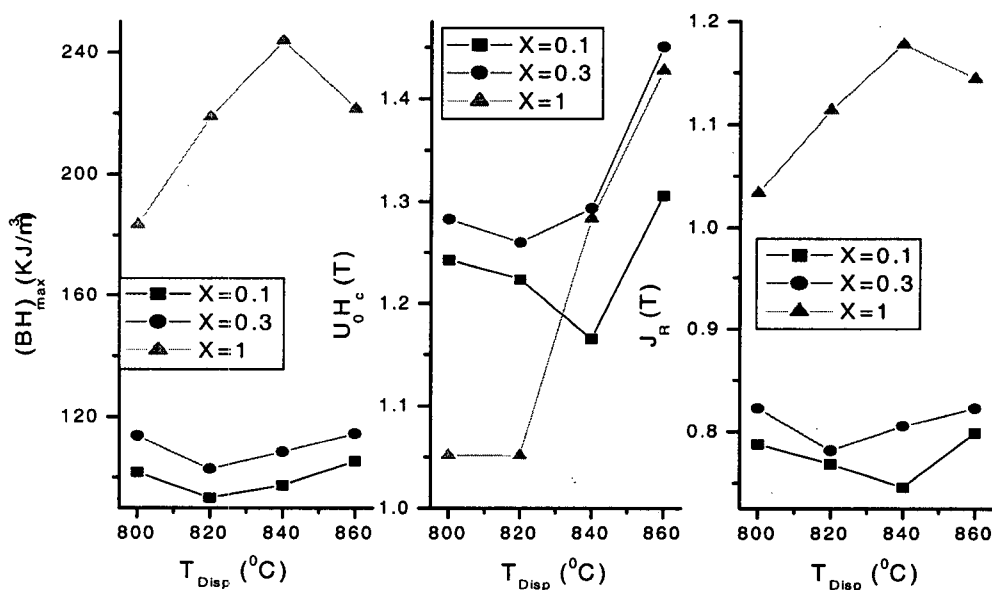 (BH)max (KJ/m³)
240
200
160
120
X=0.1
X=0.3
X=1
800 820 840 860
TDisp (⁰C)
U₀Hc (T)
1.4
1.3
1.2
1.1
1.0
X=0.1
X=0.3
X=1
800 820 840 860
TDisp (⁰C)
JR (T)
1.2
1.1
1.0
0.9
0.8
X=0.1
X=0.3
X=1
800 820 840 860
TDisp (⁰C)